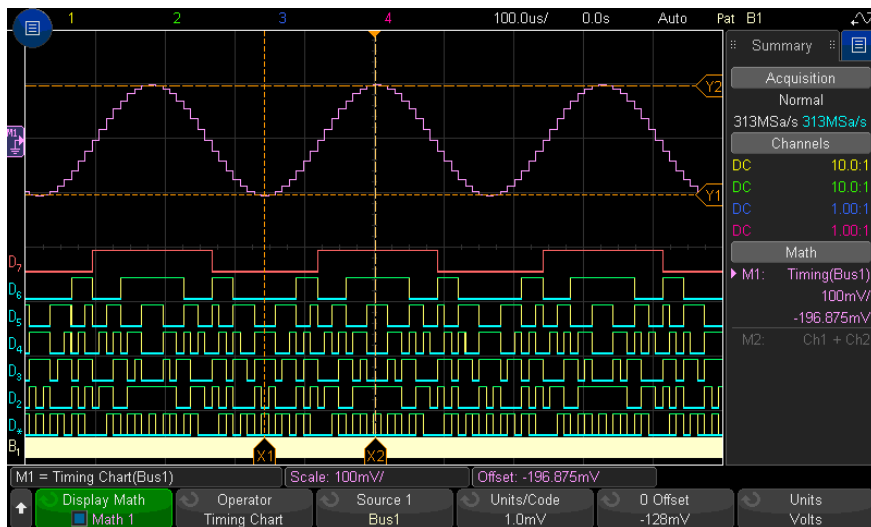 1 2 3 4 100.0us/ 0.0s Auto Pat B1
Summary
Acquisition
Normal
313MSa/s 313MSa/s
Channels
DC 10.0:1
DC 10.0:1
DC 1.00:1
DC 1.00:1
Math
M1: Timing(Bus1)
100mV/
-196.875mV
M2: Ch1 + Ch2
Y2
M1
Y1
D7
D6
D5
D4
D3
D2
D*
B1
X1 X2
M1 = Timing Chart(Bus1) Scale: 100mV/ Offset: -196.875mV
Display Math Operator Source 1 Units/Code 0 Offset Units
Math 1 Timing Chart Bus1 1.0mV -128mV Volts